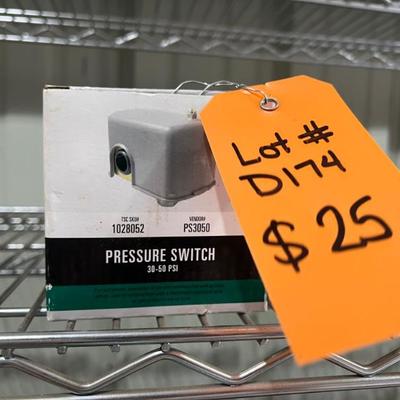 TSC SKU#
1028052
VENDOR#
PS3050
PRESSURE SWITCH
30-50 PSI
Lot #
D174
$25